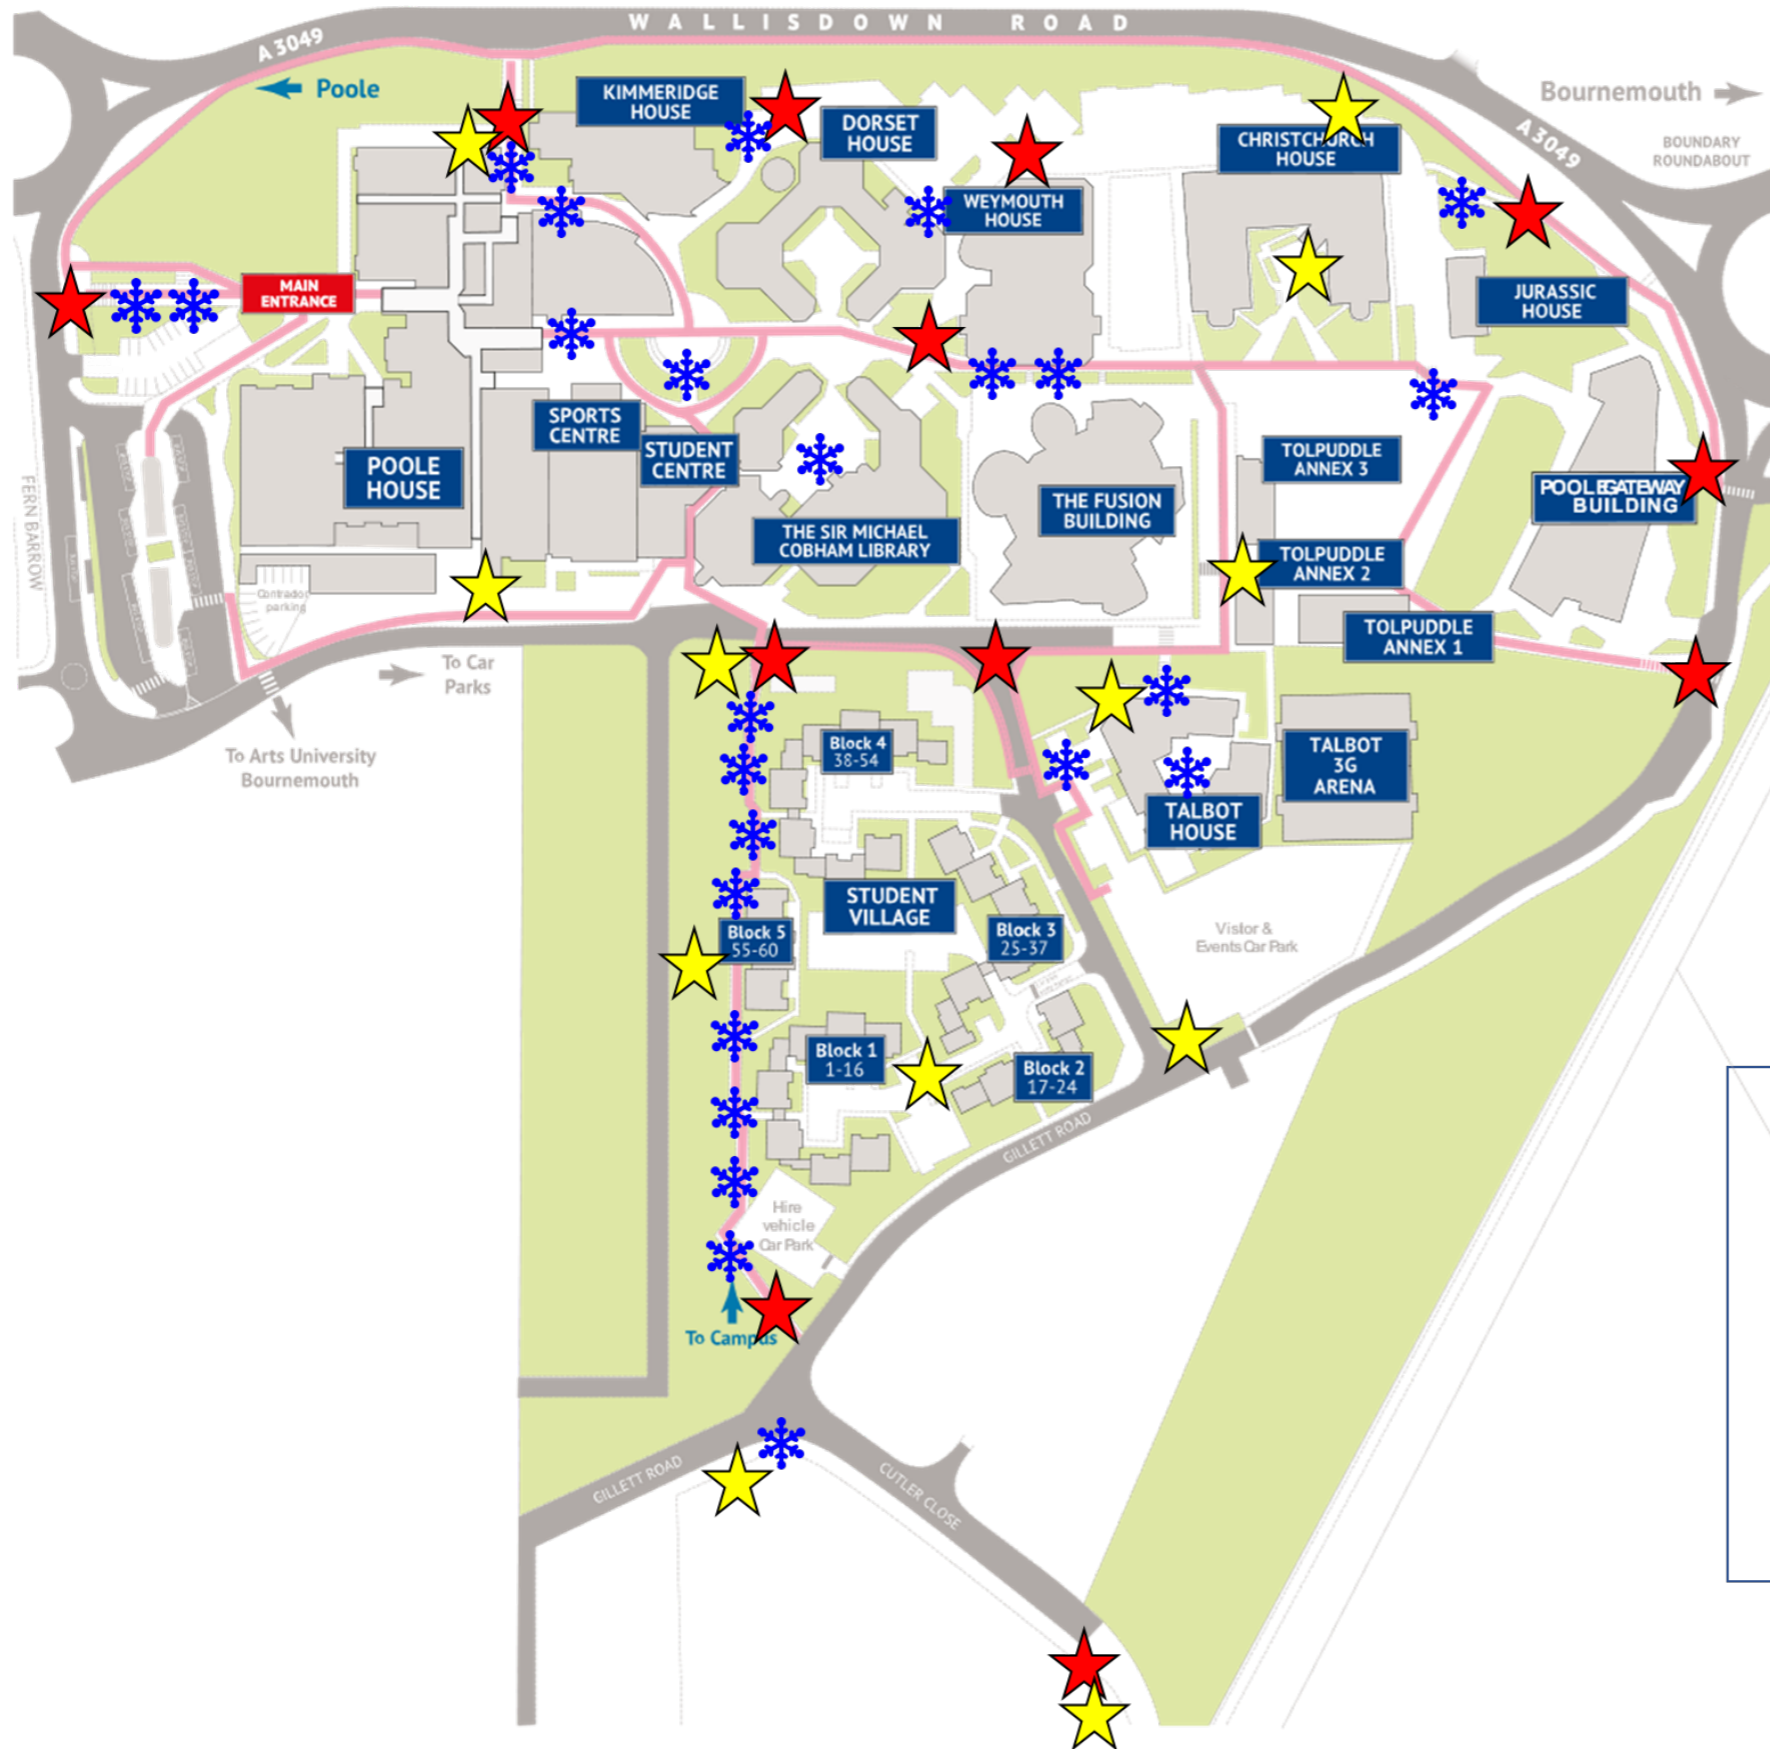 WALLISDOWN ROAD
A 3049
Poole
KIMMERIDGE
HOUSE
DORSET
HOUSE
WEYMOUTH
HOUSE
CHRISTCHURCH
HOUSE
Bournemouth
A 3049
BOUNDARY
ROUNDABOUT
MAIN
ENTRANCE
JURASSIC
HOUSE
SPORTS
CENTRE
STUDENT
CENTRE
POOLE
HOUSE
TOLPUDDLE
ANNEX 3
THE FUSION
BUILDING
POOLE GATEWAY
BUILDING
FERN BARROW
THE SIR MICHAEL
COBHAM LIBRARY
TOLPUDDLE
ANNEX 2
Contractor
parking
TOLPUDDLE
ANNEX 1
To Car
Parks
To Arts University
Bournemouth
Block 4
38-54
TALBOT
3G
ARENA
TALBOT
HOUSE
STUDENT
VILLAGE
Block 5
55-60
Block 3
25-37
Visitor &
Events Car Park
Block 1
1-16
Block 2
17-24
GILLETT ROAD
Hire
vehicle
Car Park
To Campus
GILLETT ROAD
CUTLER CLOSE